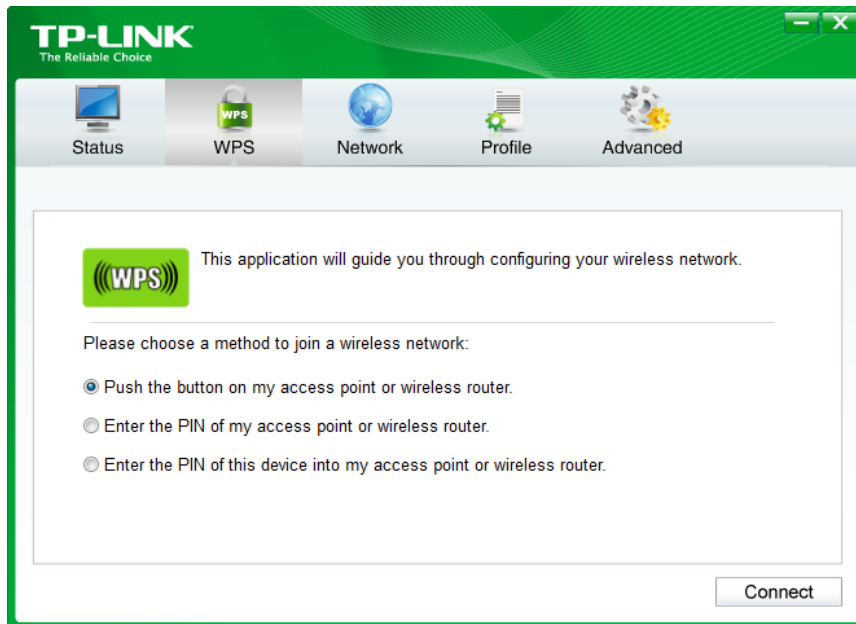 TP-LINK
The Reliable Choice
Status
WPS
WPS
Network
Profile
Advanced
WPS
This application will guide you through configuring your wireless network.
Please choose a method to join a wireless network:
Push the button on my access point or wireless router.
Enter the PIN of my access point or wireless router.
Enter the PIN of this device into my access point or wireless router.
Connect